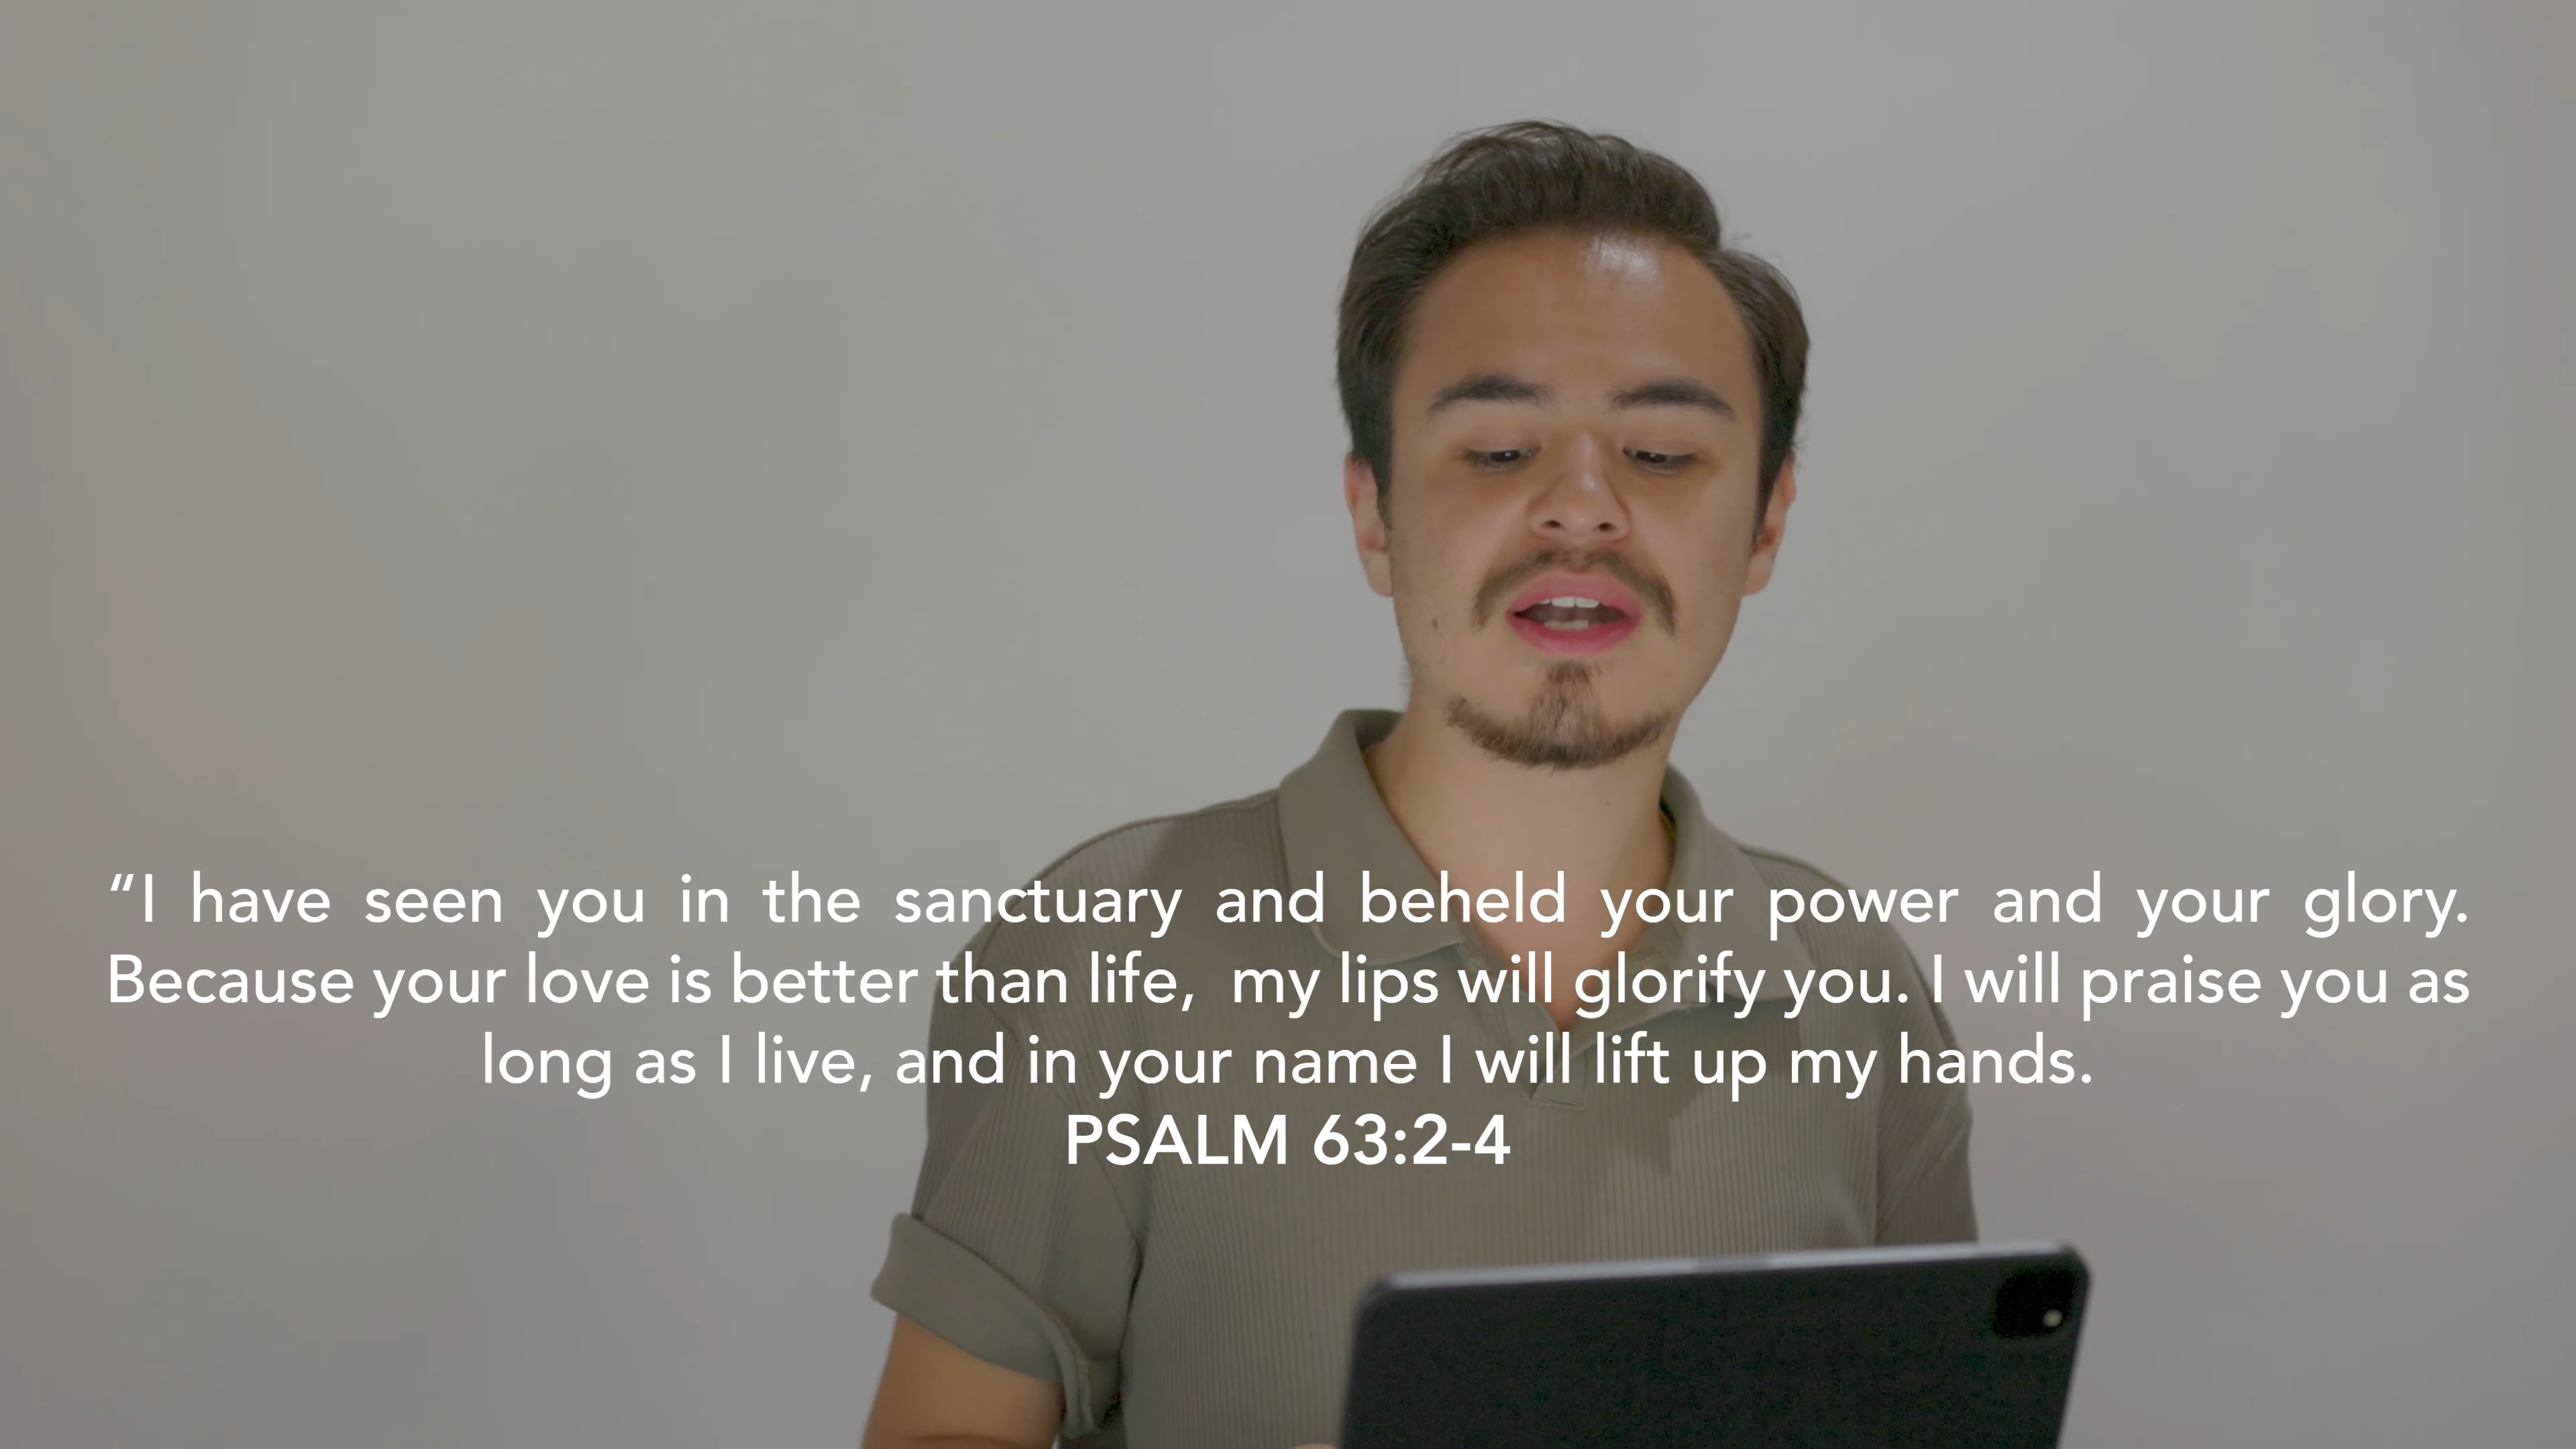 “I have seen you in the sanctuary and beheld your power and your glory.
Because your love is better than life,  my lips will glorify you. I will praise you as
long as I live, and in your name I will lift up my hands.
PSALM 63:2-4